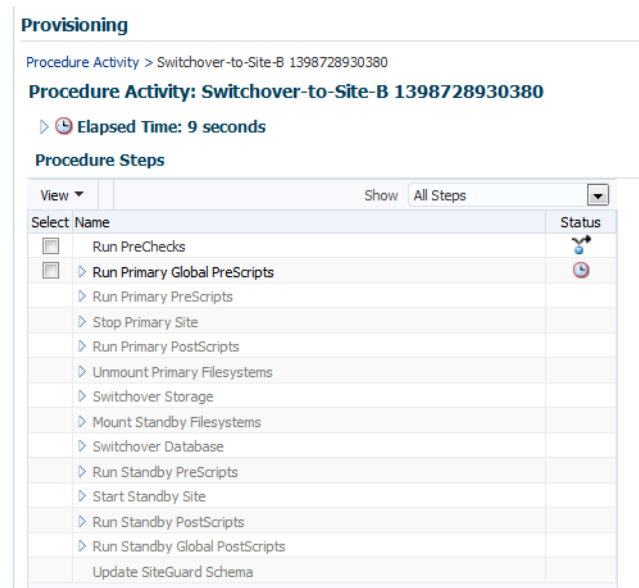 Provisioning
Procedure Activity > Switchover-to-Site-B 1398728930380
Procedure Activity: Switchover-to-Site-B 1398728930380
Elapsed Time: 9 seconds
Procedure Steps
View Show All Steps
Select Name Status
Run PreChecks
Run Primary Global PreScripts
Run Primary PreScripts
Stop Primary Site
Run Primary PostScripts
Unmount Primary Filesystems
Switchover Storage
Mount Standby Filesystems
Switchover Database
Run Standby PreScripts
Start Standby Site
Run Standby PostScripts
Run Standby Global PostScripts
Update SiteGuard Schema